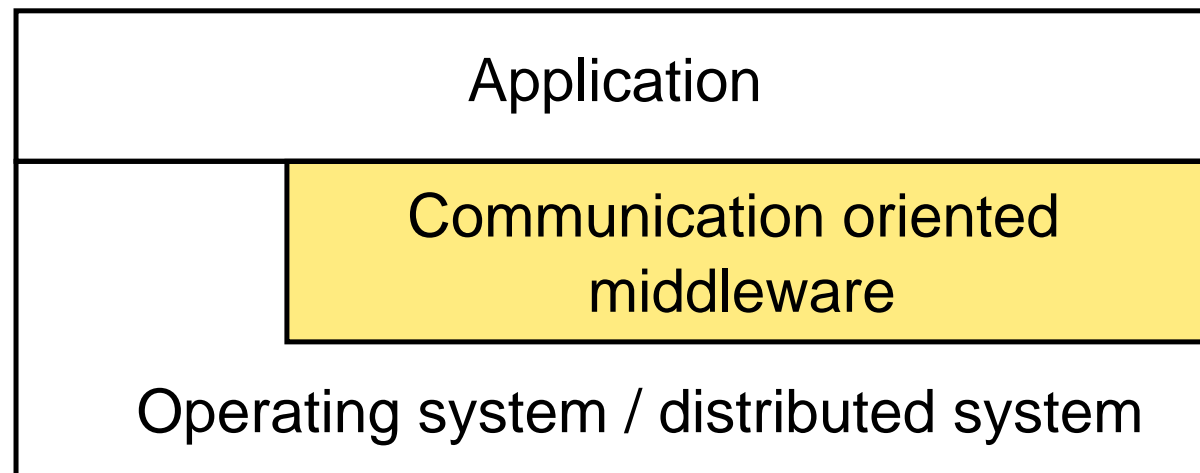 Application
Communication oriented
middleware
Operating system / distributed system